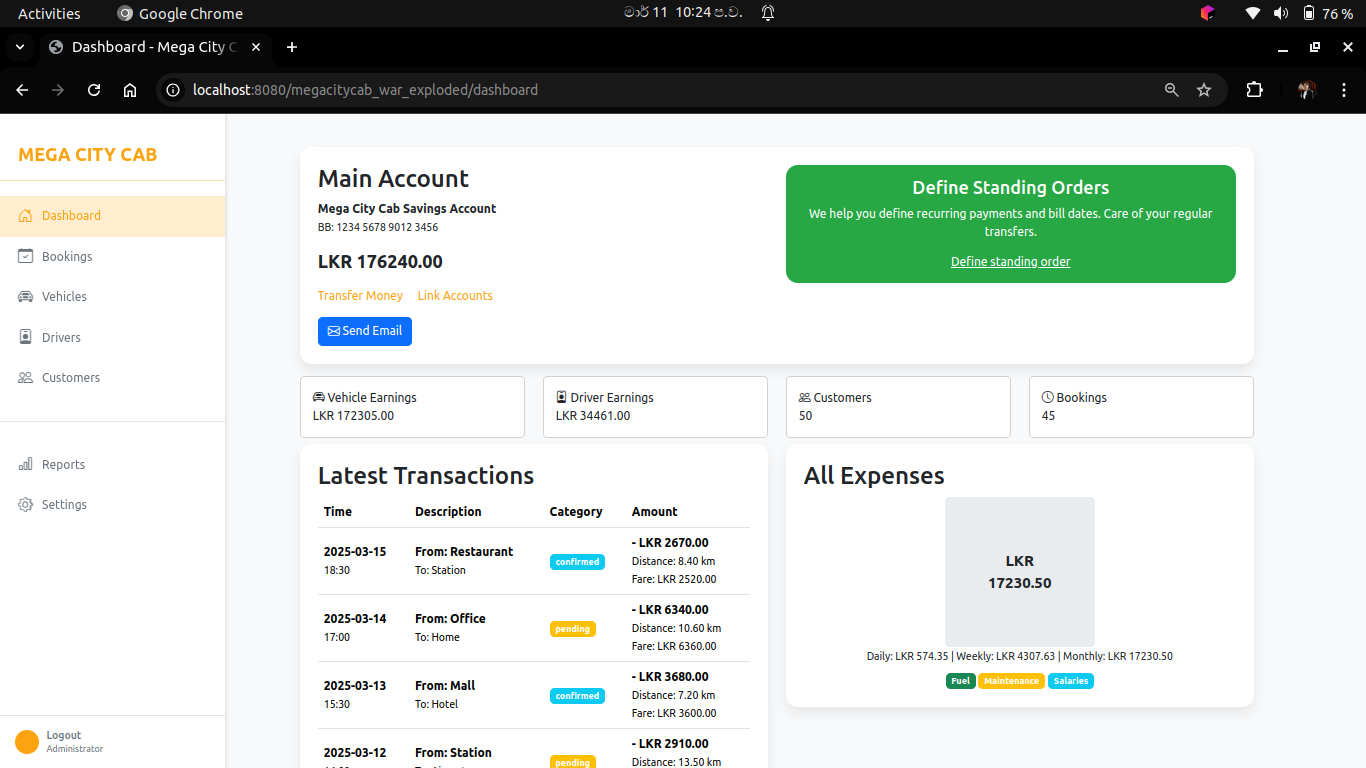 Activities
Google Chrome
මාර් 11 10:24 ප.ව.
76 %
Dashboard - Mega City C
localhost:8080/megacitycab_war_exploded/dashboard
MEGA CITY CAB
Dashboard
Bookings
Vehicles
Drivers
Customers
Reports
Settings
Logout
Administrator
Main Account
Mega City Cab Savings Account
BB: 1234 5678 9012 3456
LKR 176240.00
Transfer Money Link Accounts
Send Email
Define Standing Orders
We help you define recurring payments and bill dates. Care of your regular
transfers.
Define standing order
Vehicle Earnings
LKR 172305.00
Driver Earnings
LKR 34461.00
Customers
50
Bookings
45
Latest Transactions
Time Description Category Amount
2025-03-15 From: Restaurant confirmed - LKR 2670.00
18:30 To: Station Distance: 8.40 km
Fare: LKR 2520.00
2025-03-14 From: Office pending - LKR 6340.00
17:00 To: Home Distance: 10.60 km
Fare: LKR 6360.00
2025-03-13 From: Mall confirmed - LKR 3680.00
15:30 To: Hotel Distance: 7.20 km
Fare: LKR 3600.00
2025-03-12 From: Station pending - LKR 2910.00
Distance: 13.50 km
All Expenses
LKR
17230.50
Daily: LKR 574.35 | Weekly: LKR 4307.63 | Monthly: LKR 17230.50
Fuel Maintenance Salaries